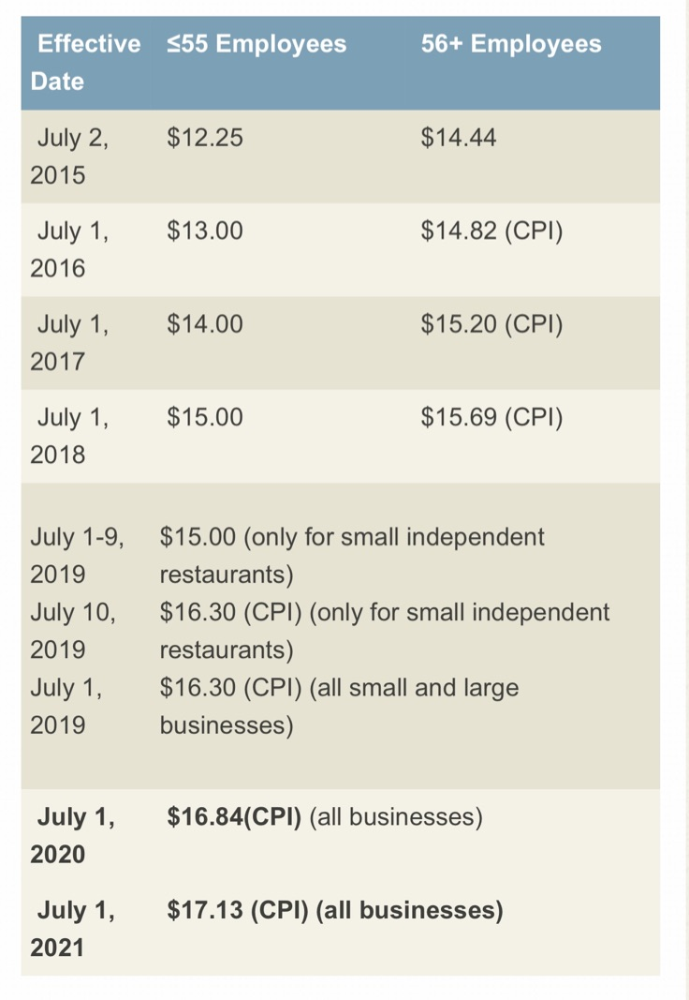 Effective Date ≤55 Employees 56+ Employees
July 2, 2015 $12.25 $14.44
July 1, 2016 $13.00 $14.82 (CPI)
July 1, 2017 $14.00 $15.20 (CPI)
July 1, 2018 $15.00 $15.69 (CPI)
July 1-9, 2019 $15.00 (only for small independent restaurants)
July 10, 2019 $16.30 (CPI) (only for small independent restaurants)
July 1, 2019 $16.30 (CPI) (all small and large businesses)
July 1, 2020 $16.84(CPI) (all businesses)
July 1, 2021 $17.13 (CPI) (all businesses)